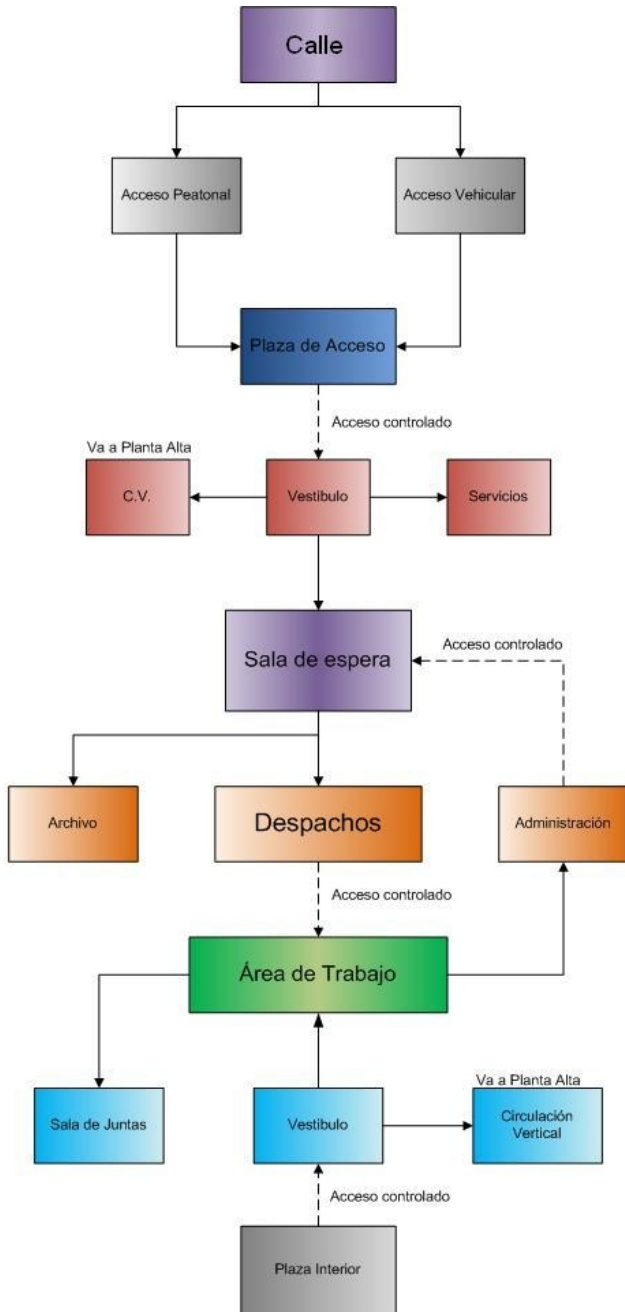 Calle
Acceso Peatonal
Acceso Vehicular
Plaza de Acceso
Acceso controlado
Va a Planta Alta
C.V.
Vestíbulo
Servicios
Sala de espera
Acceso controlado
Archivo
Despachos
Administración
Acceso controlado
Área de Trabajo
Va a Planta Alta
Sala de Juntas
Vestíbulo
Circulación
Vertical
Acceso controlado
Plaza Interior